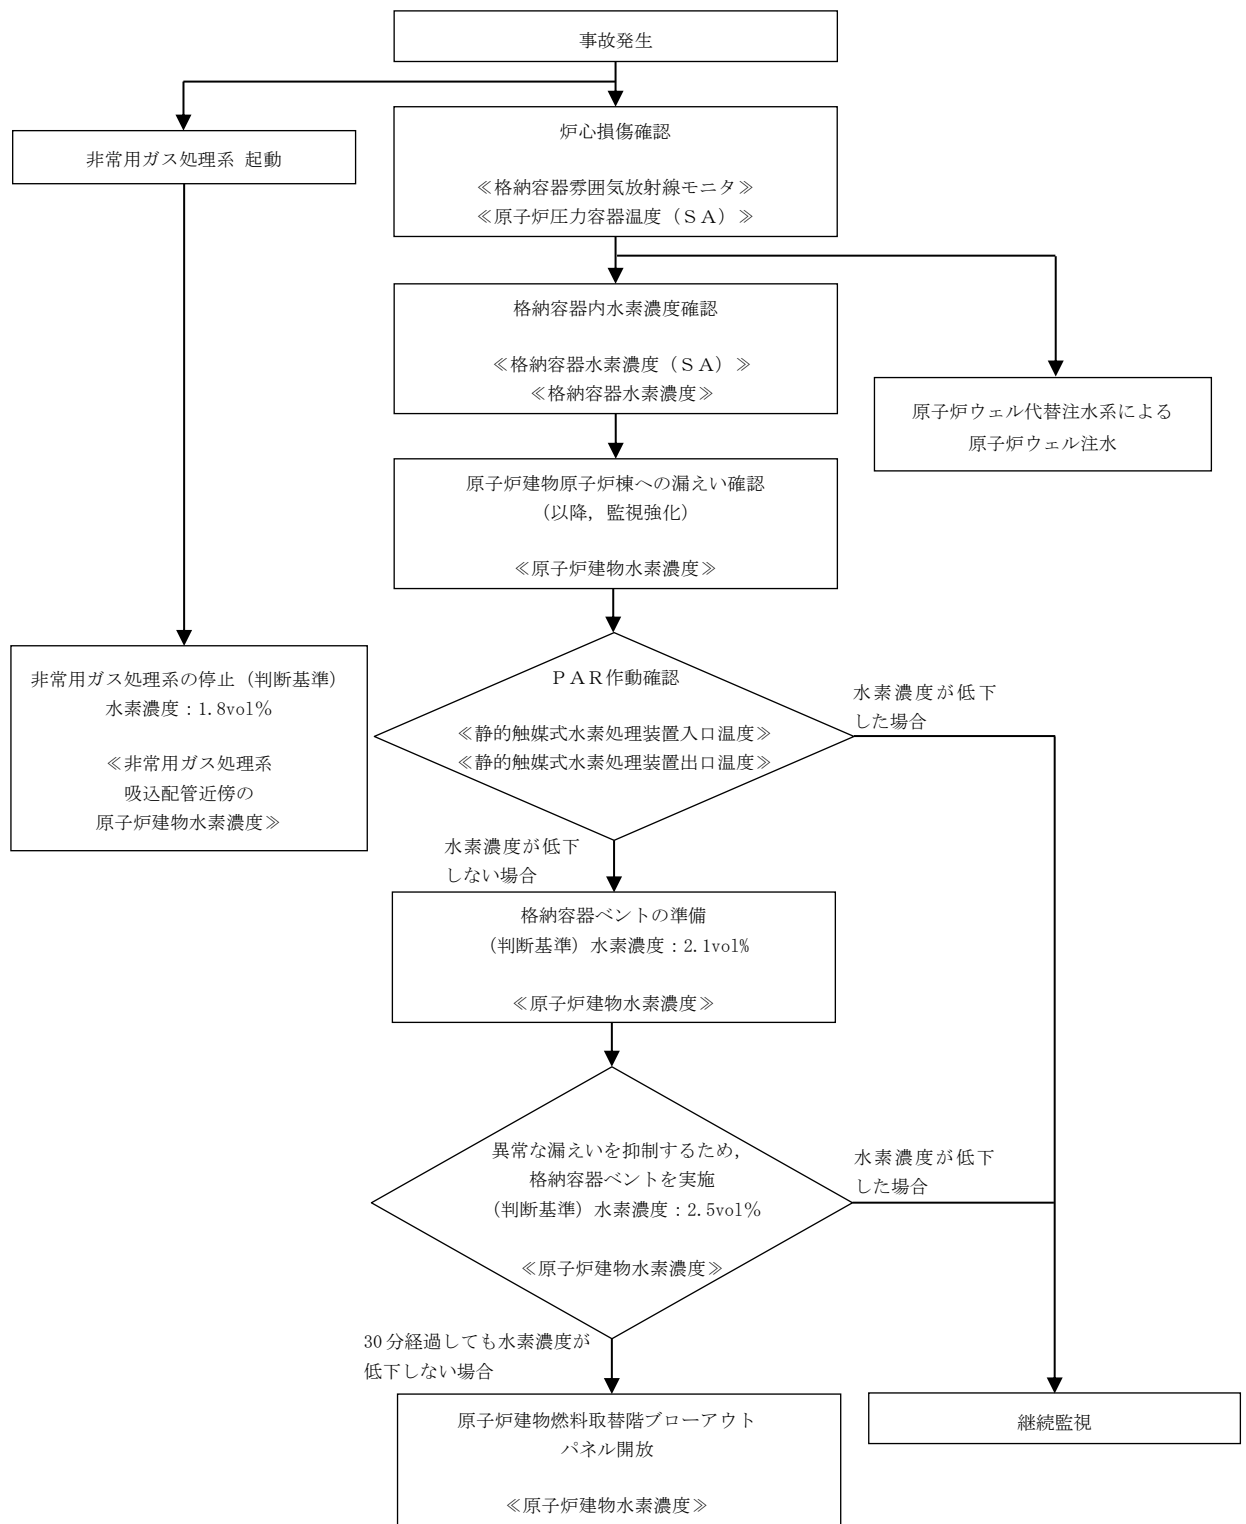 事故発生
非常用ガス処理系 起動
炉心損傷確認
≪格納容器雰囲気放射線モニタ≫
≪原子炉圧力容器温度（ＳＡ）≫
格納容器内水素濃度確認
≪格納容器水素濃度（ＳＡ）≫
≪格納容器水素濃度≫
原子炉ウェル代替注水系による
原子炉ウェル注水
原子炉建物原子炉棟への漏えい確認
（以降，監視強化）
≪原子炉建物水素濃度≫
非常用ガス処理系の停止（判断基準）
水素濃度：1.8vol％
≪非常用ガス処理系
吸込配管近傍の
原子炉建物水素濃度≫
ＰＡＲ作動確認
≪静的触媒式水素処理装置入口温度≫
≪静的触媒式水素処理装置出口温度≫
水素濃度が低下
した場合
水素濃度が低下
しない場合
格納容器ベントの準備
（判断基準）水素濃度：2.1vol%
≪原子炉建物水素濃度≫
異常な漏えいを抑制するため，
格納容器ベントを実施
（判断基準）水素濃度：2.5vol％
≪原子炉建物水素濃度≫
水素濃度が低下
した場合
30分経過しても水素濃度が
低下しない場合
原子炉建物燃料取替階ブローアウト
パネル開放
≪原子炉建物水素濃度≫
継続監視